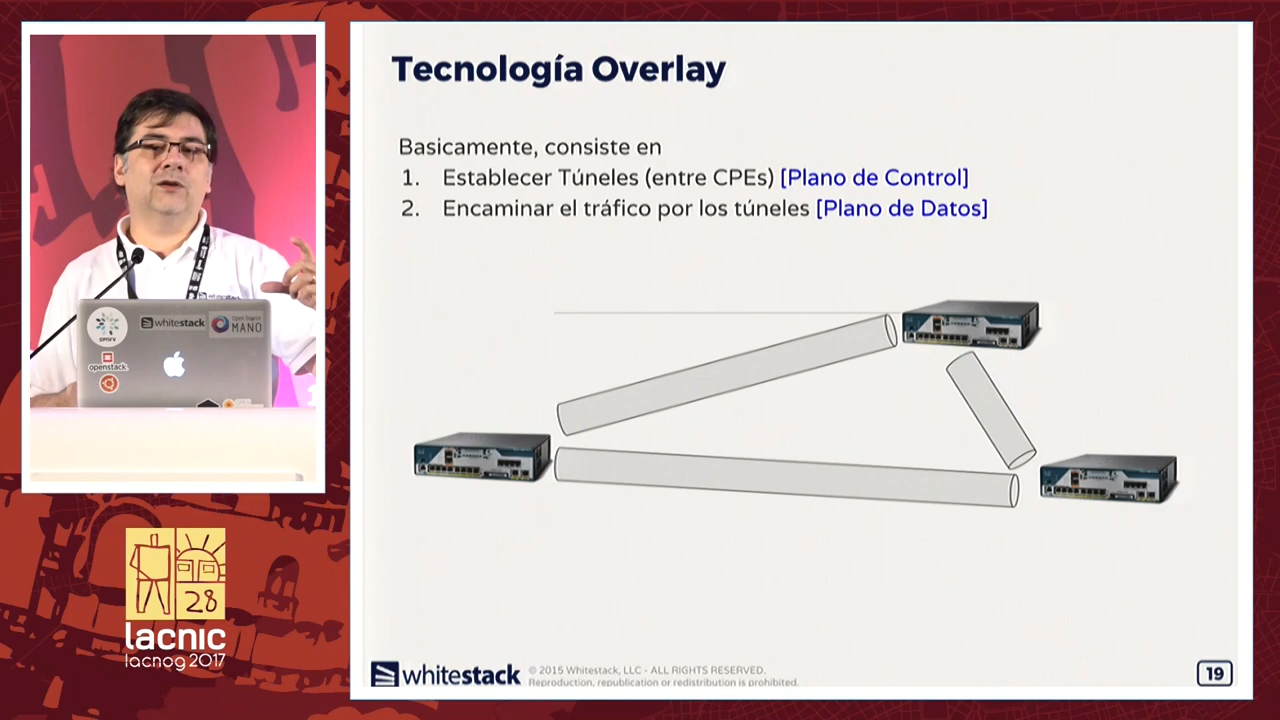 Tecnología Overlay
Basicamente, consiste en
1. Establecer Túneles (entre CPEs) [Plano de Control]
2. Encaminar el tráfico por los túneles [Plano de Datos]
whitestack
© 2015 Whitestack, LLC - ALL RIGHTS RESERVED.
Reproduction, republication or redistribution is prohibited.
19
OPNFV
whitestack
Open Source
MANO
openstack.
28
lacnic
lacnog 2017